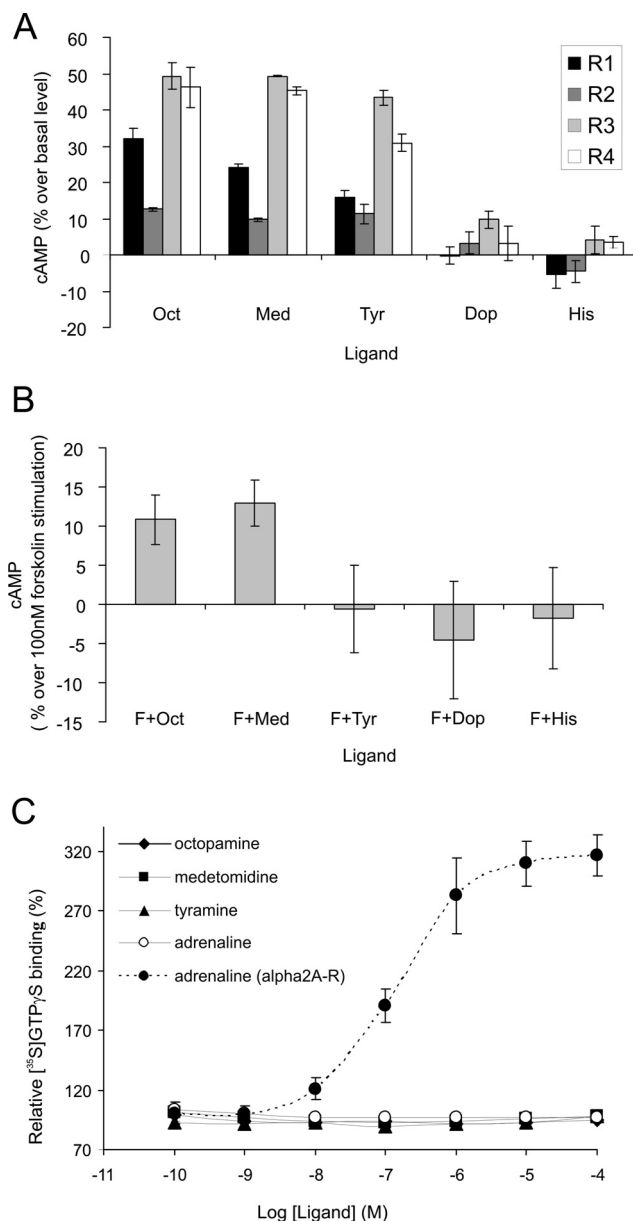 A
cAMP (% over basal level)
60
50
40
30
20
10
0
-10
-20
R1
R2
R3
R4
Oct Med Tyr Dop His
Ligand
B
cAMP
( % over 100nM forskolin stimulation)
20
15
10
5
0
-5
-10
-15
F+Oct F+Med F+Tyr F+Dop F+His
Ligand
C
Relative [³⁵S]GTPγS binding (%)
320
270
220
170
120
70
octopamine
medetomidine
tyramine
adrenaline
adrenaline (alpha2A-R)
-11 -10 -9 -8 -7 -6 -5 -4
Log [Ligand] (M)